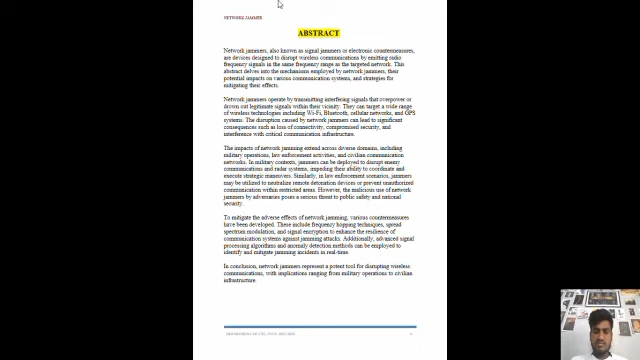 NETWORK JAMMER
ABSTRACT
Network jammers, also known as signal jammers or electronic countermeasures,
are devices designed to disrupt wireless communications by emitting radio
frequency signals in the same frequency range as the targeted network. This
abstract delves into the mechanisms employed by network jammers, their
potential impacts on various communication systems, and strategies for
mitigating their effects.
Network jammers operate by transmitting interfering signals that overpower or
drown out legitimate signals within their vicinity. They can target a wide range
of wireless technologies including Wi-Fi, Bluetooth, cellular networks, and GPS
systems. The disruption caused by network jammers can lead to significant
consequences such as loss of connectivity, compromised security, and
interference with critical communication infrastructure.
The impacts of network jamming extend across diverse domains, including
military operations, law enforcement activities, and civilian communication
networks. In military contexts, jammers can be deployed to disrupt enemy
communications and radar systems, impeding their ability to coordinate and
execute strategic maneuvers. Similarly, in law enforcement scenarios, jammers
may be utilized to neutralize remote detonation devices or prevent unauthorized
communication within restricted areas. However, the malicious use of network
jammers by adversaries poses a serious threat to public safety and national
security.
To mitigate the adverse effects of network jamming, various countermeasures
have been developed. These include frequency hopping techniques, spread
spectrum modulation, and signal encryption to enhance the resilience of
communication systems against jamming attacks. Additionally, advanced signal
processing algorithms and anomaly detection methods can be employed to
identify and mitigate jamming incidents in real-time.
In conclusion, network jammers represent a potent tool for disrupting wireless
communications, with implications ranging from military operations to civilian
infrastructure.
DEPARTMENT OF